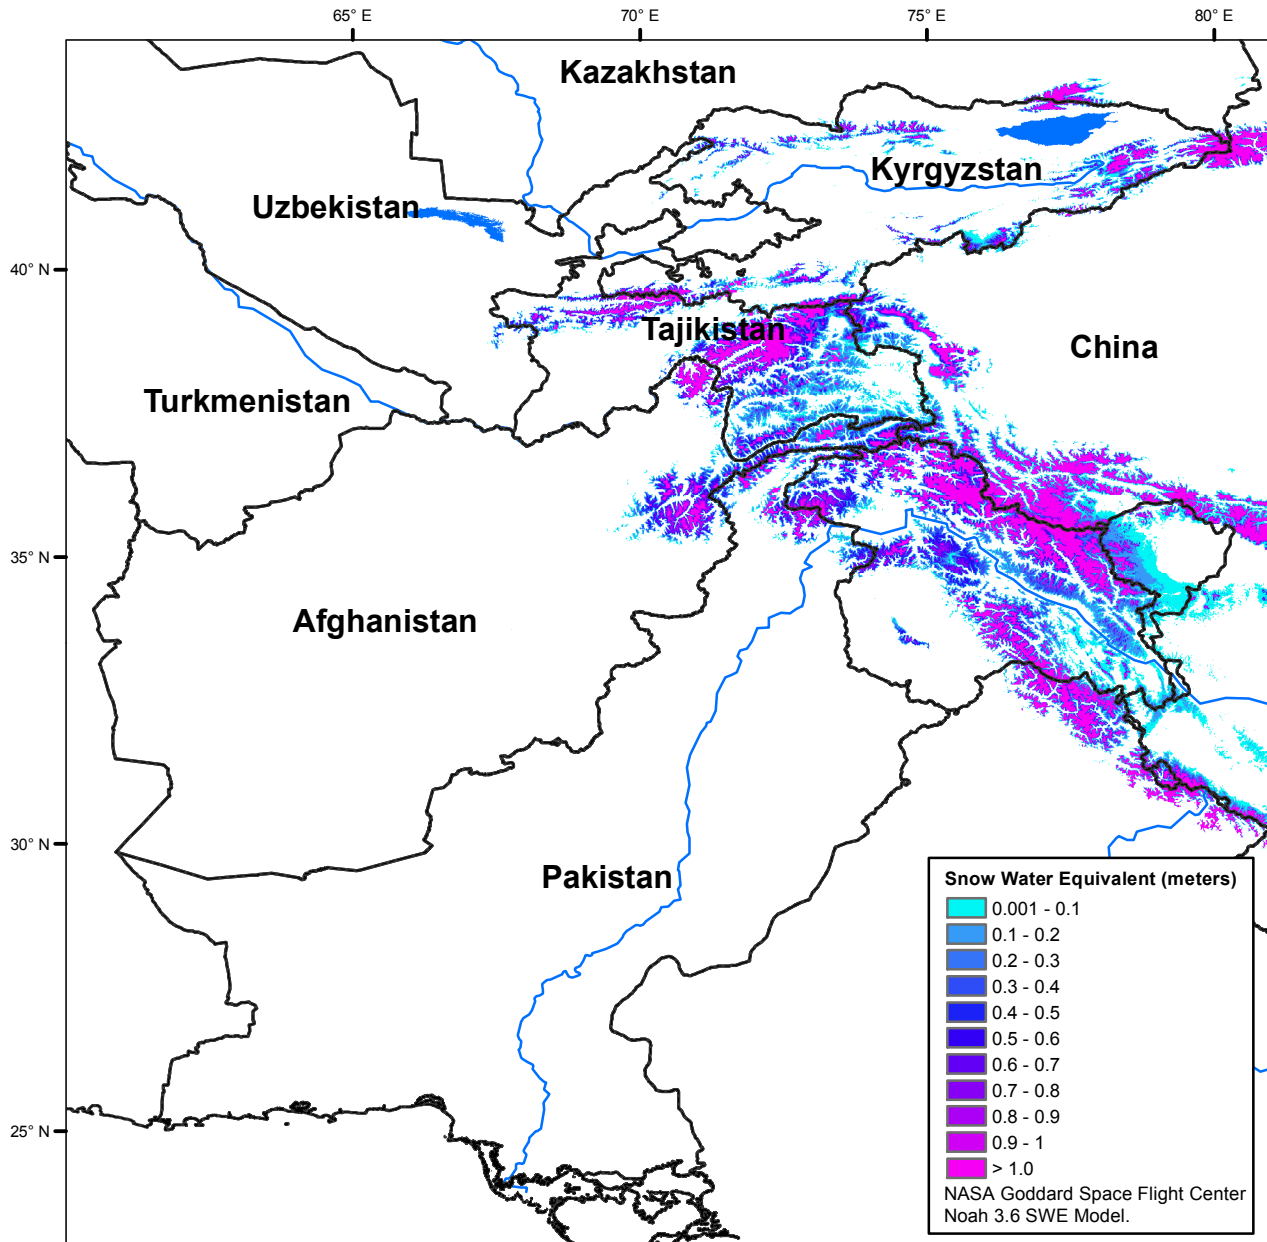 65° E
70° E
75° E
80° E
Kazakhstan
Kyrgyzstan
Uzbekistan
40° N
Tajikistan
China
Turkmenistan
35° N
Afghanistan
30° N
Pakistan
25° N
Snow Water Equivalent (meters)
0.001 - 0.1
0.1 - 0.2
0.2 - 0.3
0.3 - 0.4
0.4 - 0.5
0.5 - 0.6
0.6 - 0.7
0.7 - 0.8
0.8 - 0.9
0.9 - 1
> 1.0
NASA Goddard Space Flight Center
Noah 3.6 SWE Model.